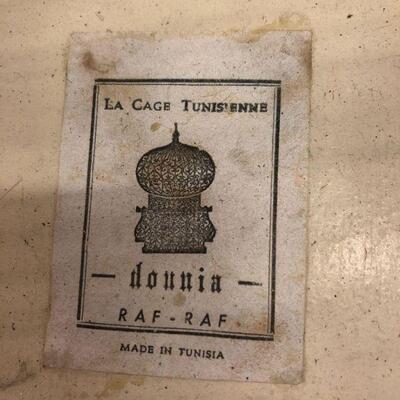 LA CAGE TUNISIENNE
— dounia —
RAF-RAF
MADE IN TUNISIA